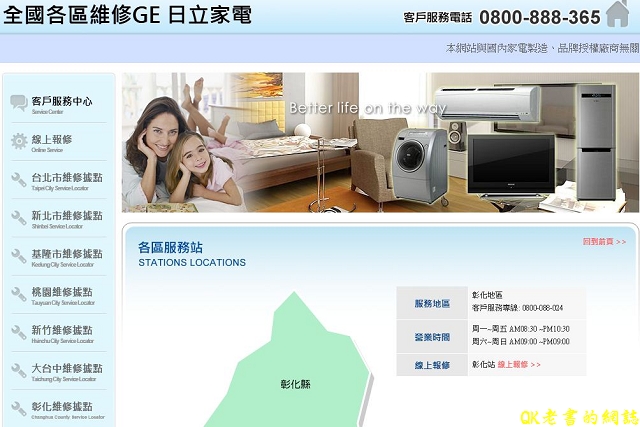 全國各區維修GE 日立家電
客戶服務電話 0800-888-365
本網站與國內家電製造、品牌授權廠商無關
客戶服務中心
Service Center
線上報修
Online Service
台北市維修據點
Taipei City Service Locator
新北市維修據點
Shintei Service Locator
基隆市維修據點
Keelung City Service Locator
桃園維修據點
Taoyuan City Service Locator
新竹維修據點
Hsinchu City Service Locator
大台中維修據點
Taichung City Service Locator
彰化維修據點
Changhua County Service Locator
Better life on the way
各區服務站
STATIONS LOCATIONS
回到首頁 >>
彰化縣
服務地區
彰化地區
客戶服務專線: 0800-088-024
營業時間
周一~周五 AM08:30 ~PM10:30
周六~周日 AM09:00 ~PM09:00
線上報修
彰化站 線上報修 >>
QK老書的網誌